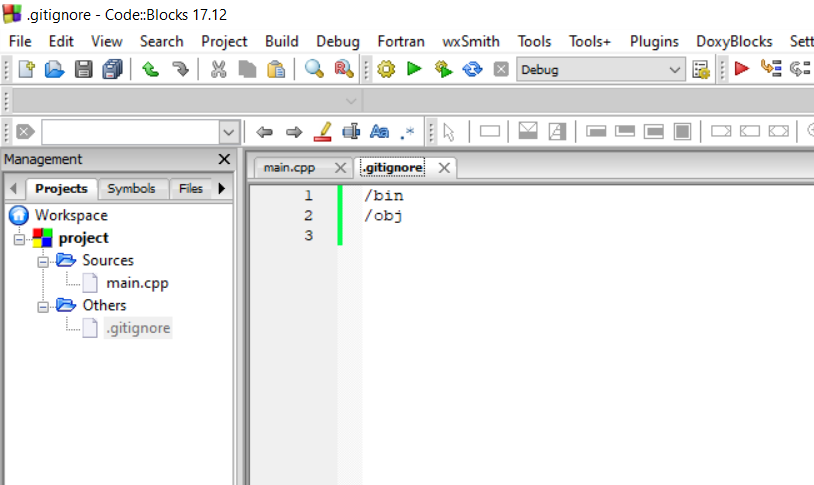 .gitignore - Code::Blocks 17.12
File Edit View Search Project Build Debug Fortran wxSmith Tools Tools+ Plugins DoxyBlocks Sett
Debug
Management
Projects Symbols Files
main.cpp .gitignore
Workspace
project
Sources
main.cpp
Others
.gitignore
1 /bin
2 /obj
3